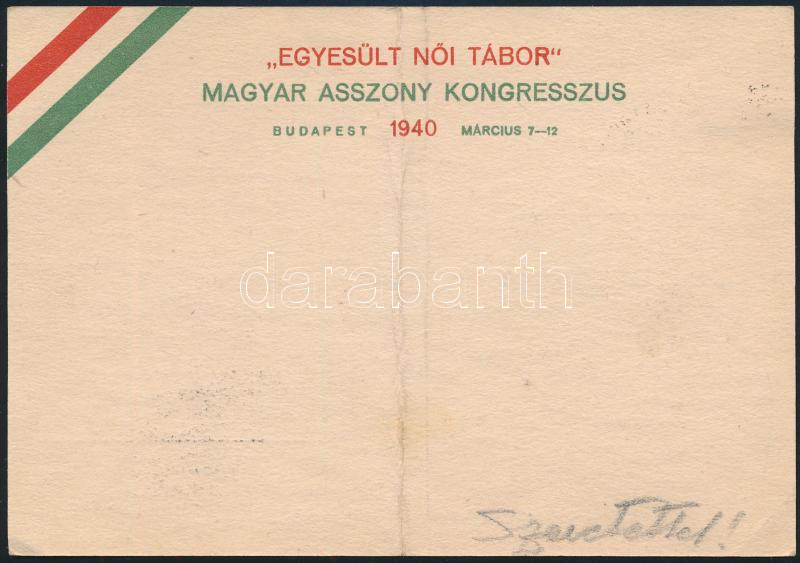 „EGYESÜLT NŐI TÁBOR“
MAGYAR ASSZONY KONGRESSZUS
BUDAPEST 1940 MÁRCIUS 7—12
darabanth
Szeretettel!